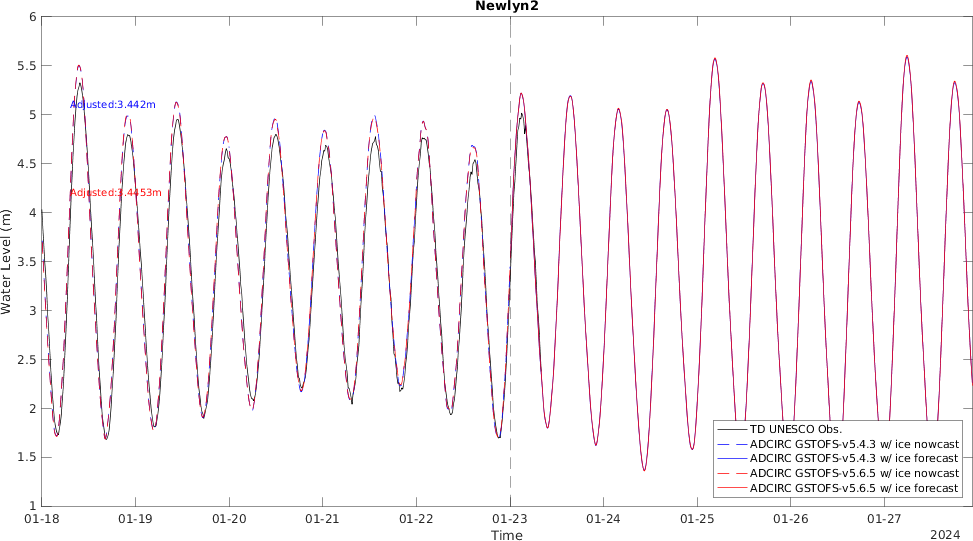 Newlyn2
6
5.5
5
4.5
4
3.5
3
2.5
2
1.5
1
Water Level (m)
Adjusted:3.442m
Adjusted:3.4453m
TD UNESCO Obs.
ADCIRC GSTOFS-v5.4.3 w/ ice nowcast
ADCIRC GSTOFS-v5.4.3 w/ ice forecast
ADCIRC GSTOFS-v5.6.5 w/ ice nowcast
ADCIRC GSTOFS-v5.6.5 w/ ice forecast
01-18 01-19 01-20 01-21 01-22 01-23 01-24 01-25 01-26 01-27
Time
2024